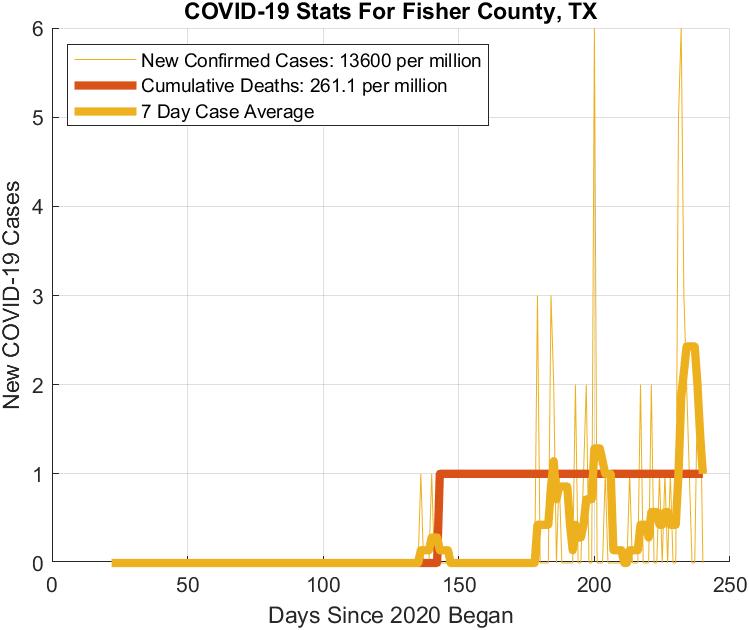 COVID-19 Stats For Fisher County, TX
New Confirmed Cases: 13600 per million
Cumulative Deaths: 261.1 per million
7 Day Case Average
New COVID-19 Cases
6
5
4
3
2
1
0
0 50 100 150 200 250
Days Since 2020 Began